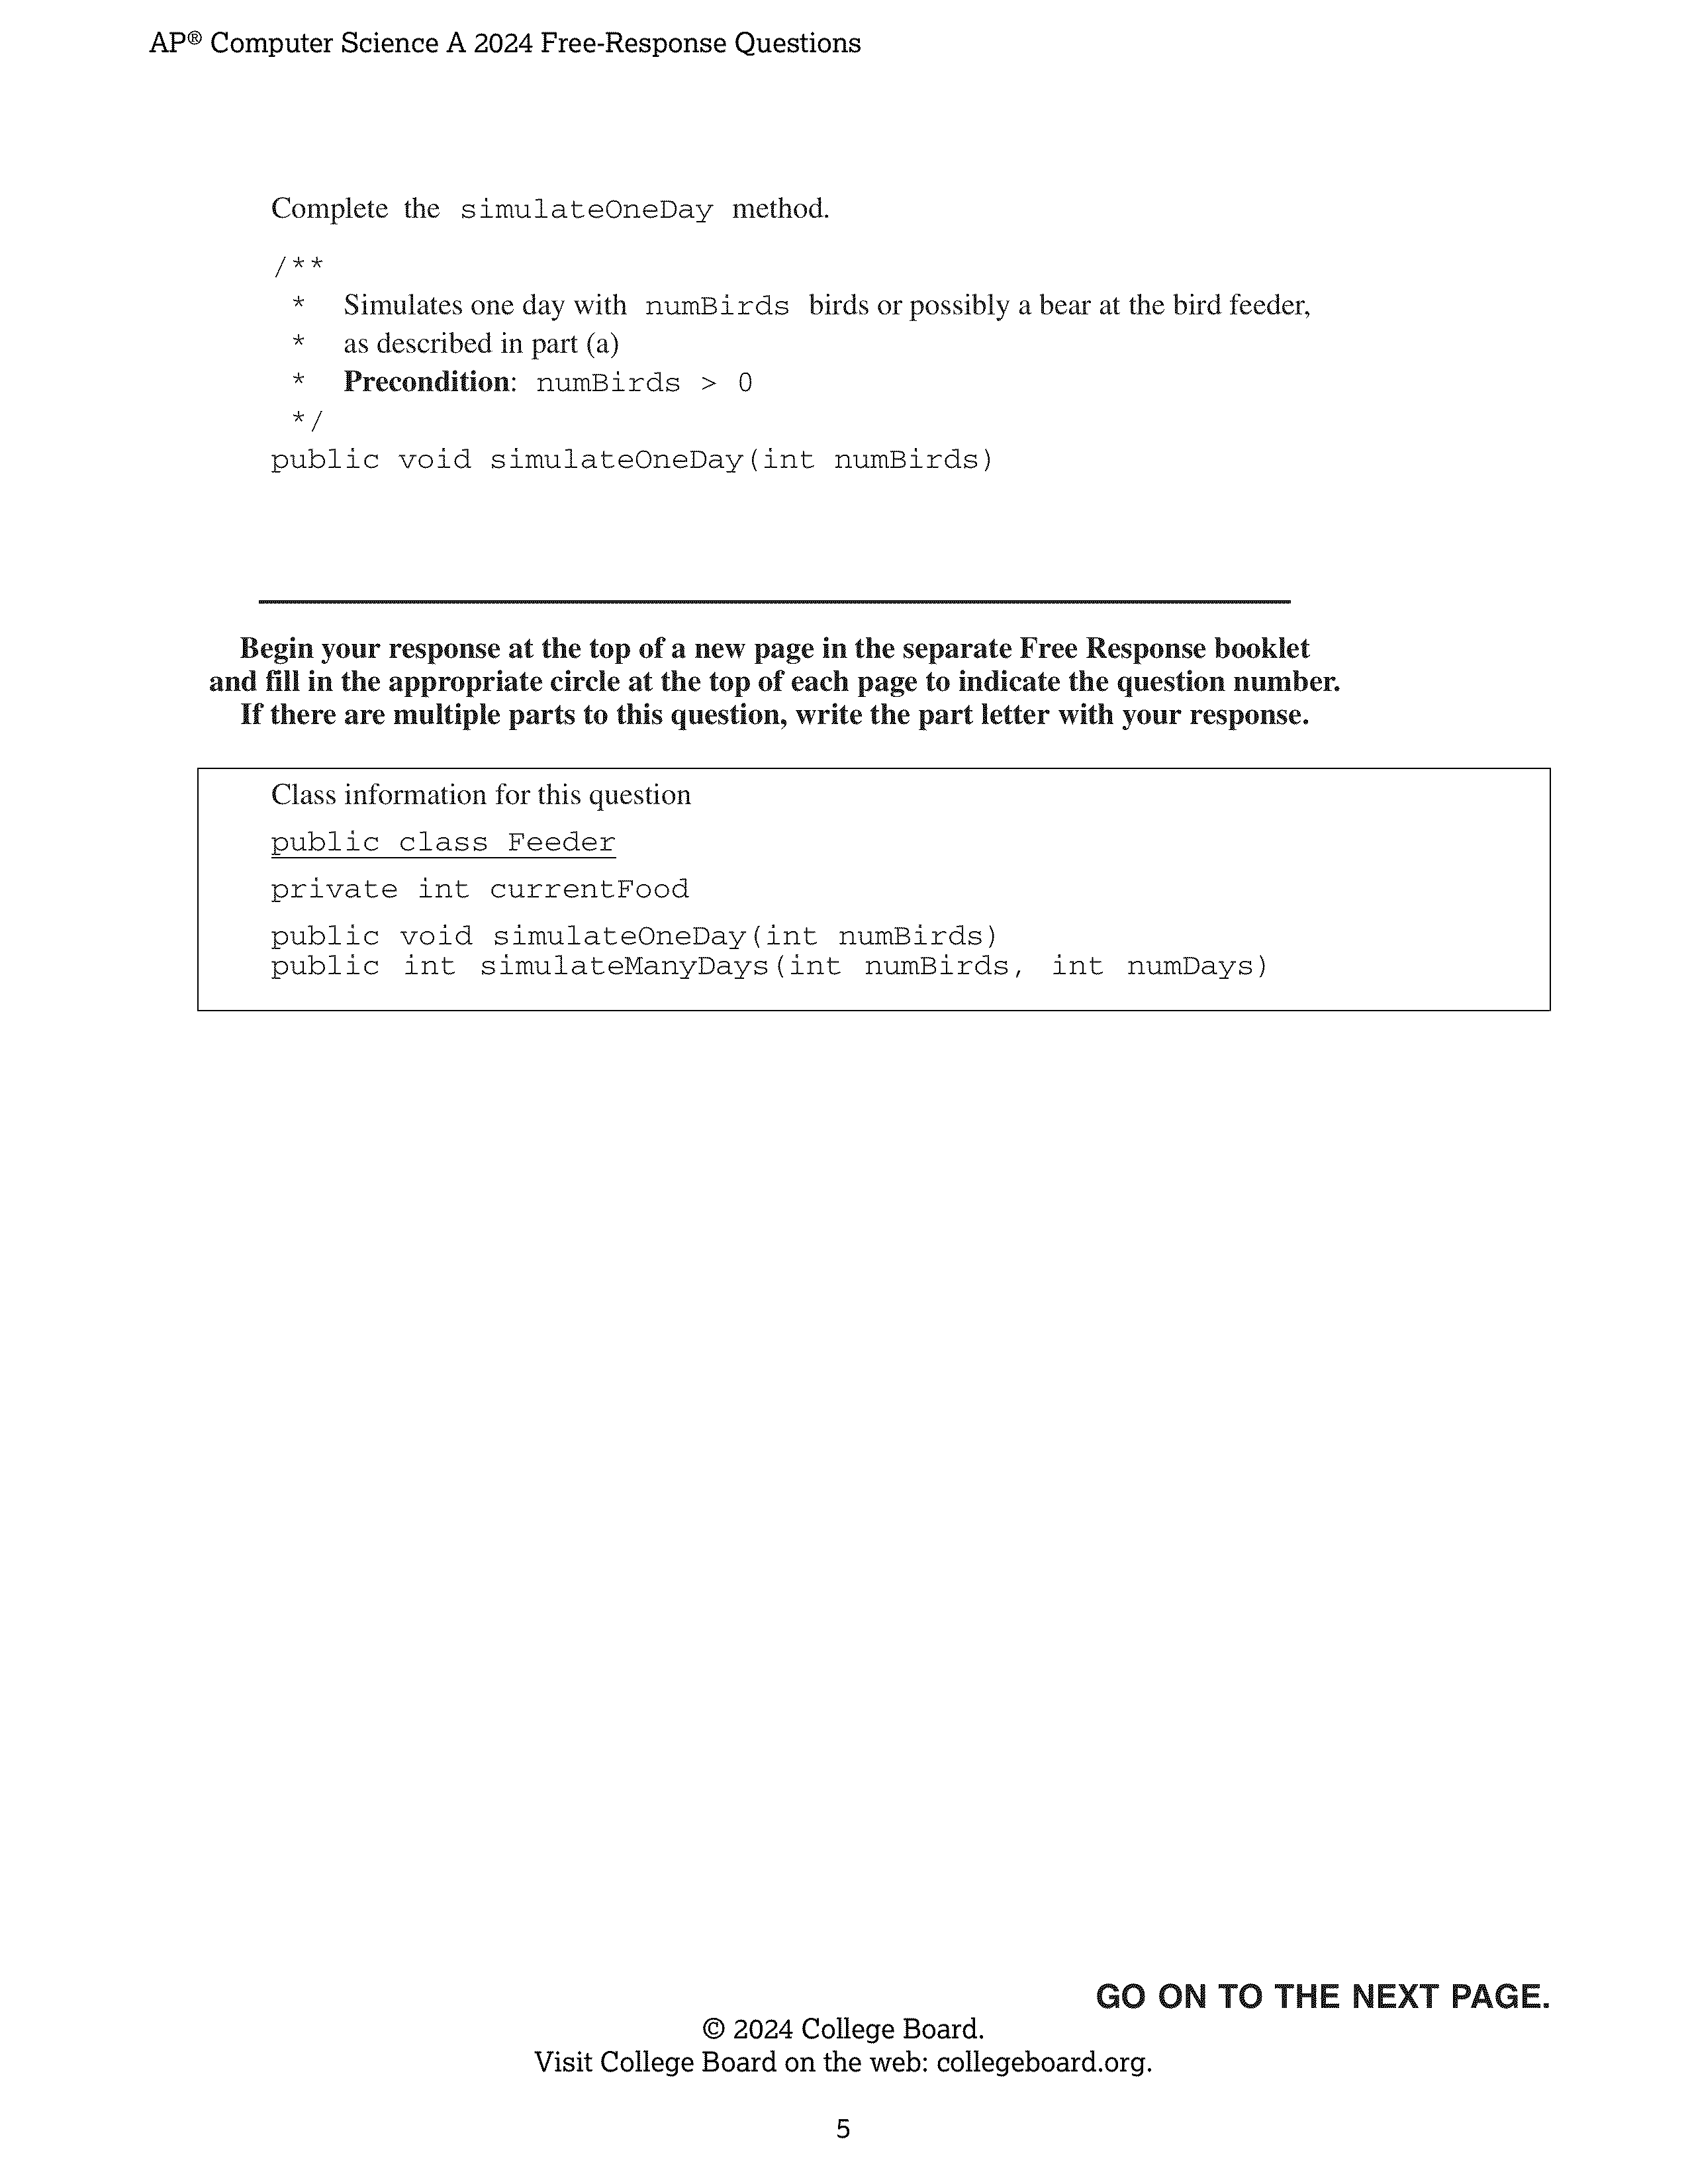 AP® Computer Science A 2024 Free-Response Questions
Complete the simulateOneDay method.
/**
* Simulates one day with numBirds birds or possibly a bear at the bird feeder,
* as described in part (a)
* Precondition: numBirds > 0
*/
public void simulateOneDay(int numBirds)
Begin your response at the top of a new page in the separate Free Response booklet
and fill in the appropriate circle at the top of each page to indicate the question number.
If there are multiple parts to this question, write the part letter with your response.
Class information for this question
public class Feeder
private int currentFood
public void simulateOneDay(int numBirds)
public int simulateManyDays(int numBirds, int numDays)
GO ON TO THE NEXT PAGE.
© 2024 College Board.
Visit College Board on the web: collegeboard.org.
5